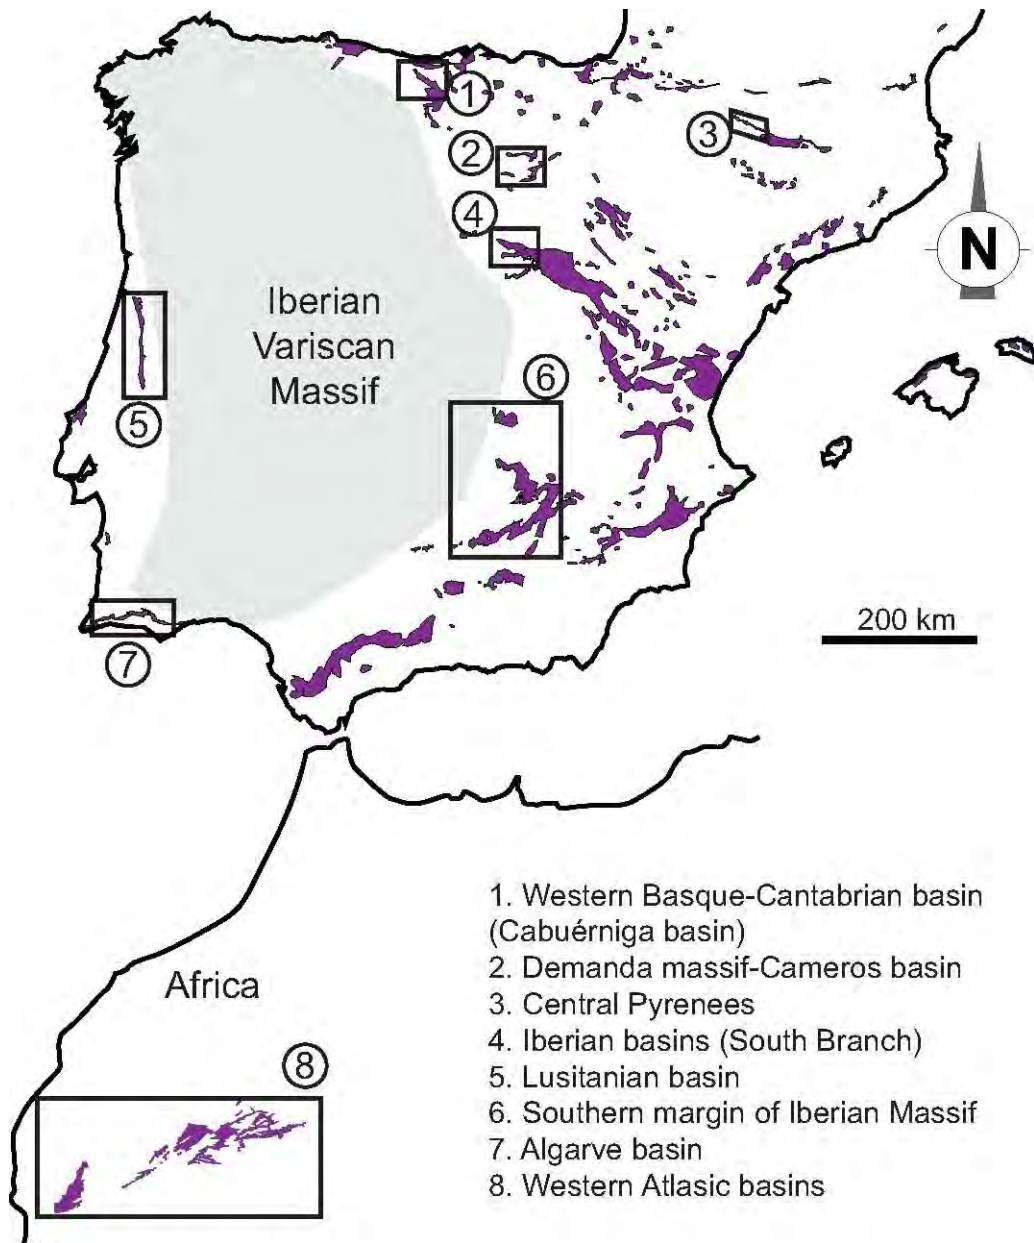 1
2
3
4
N
Iberian
Variscan
Massif
6
5
200 km
7
1. Western Basque-Cantabrian basin
(Cabuérniga basin)
2. Demanda massif-Cameros basin
Africa
3. Central Pyrenees
4. Iberian basins (South Branch)
8
5. Lusitanian basin
6. Southern margin of Iberian Massif
7. Algarve basin
8. Western Atlasic basins